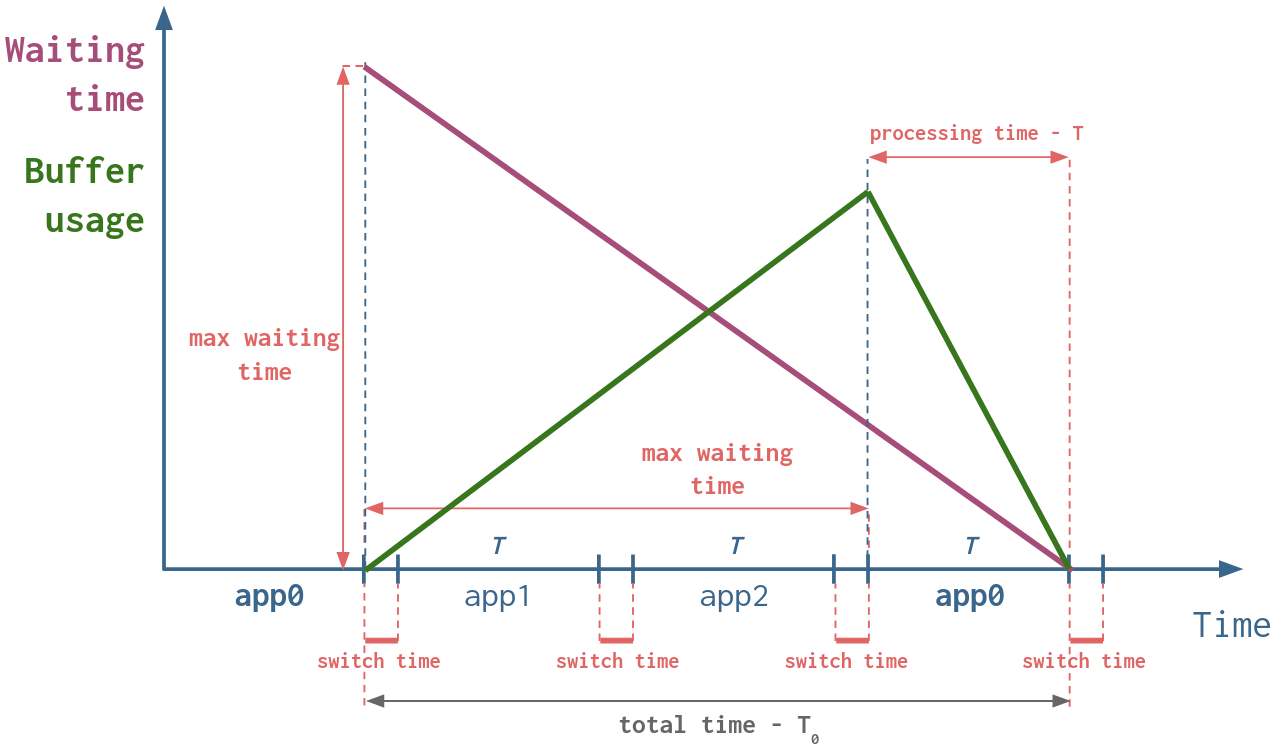 Waiting
time
Buffer
usage
processing time - T
max waiting
time
max waiting
time
T
T
T
app0
app1
app2
app0
Time
switch time
switch time
switch time
switch time
total time - T₀